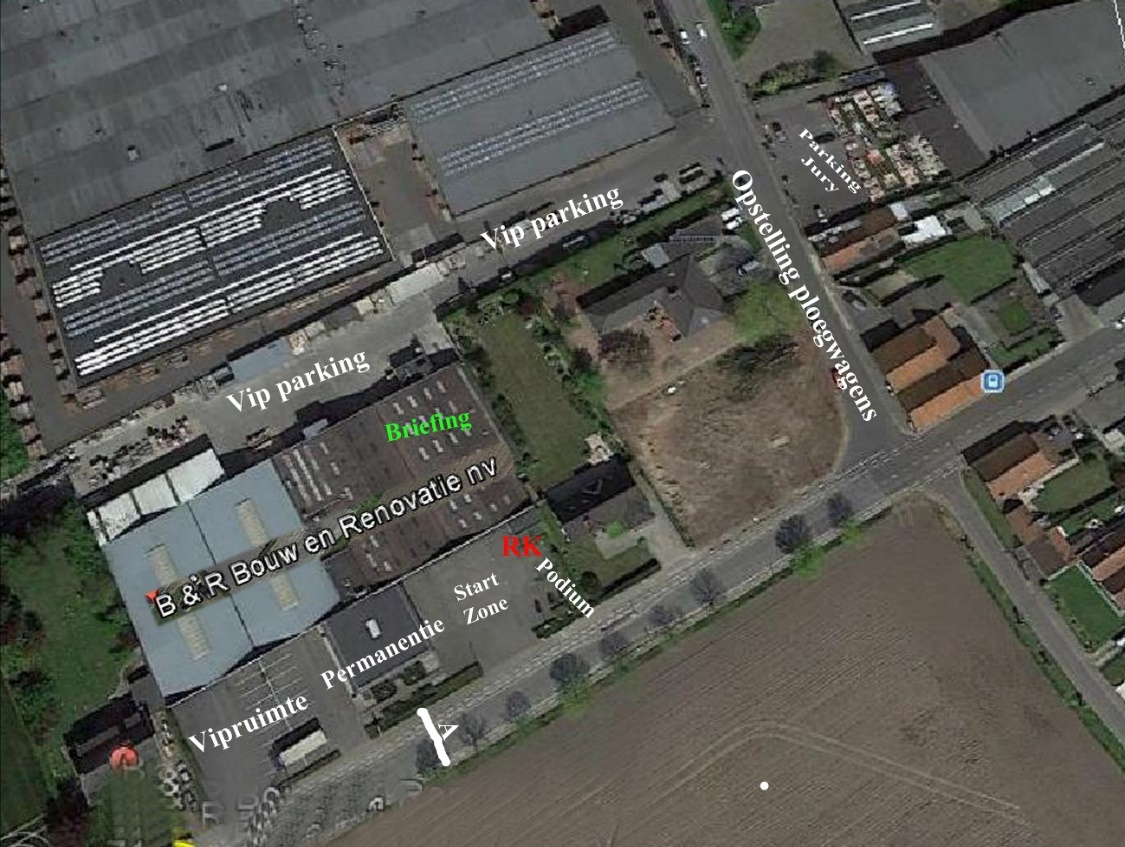 Parking
Jury
Opstelling ploegwagens
Vip parking
Vip parking
Briefing
B & R Bouw en Renovatie nv
RK
Podium
Start
Zone
Permanentie
Vipruimte
A